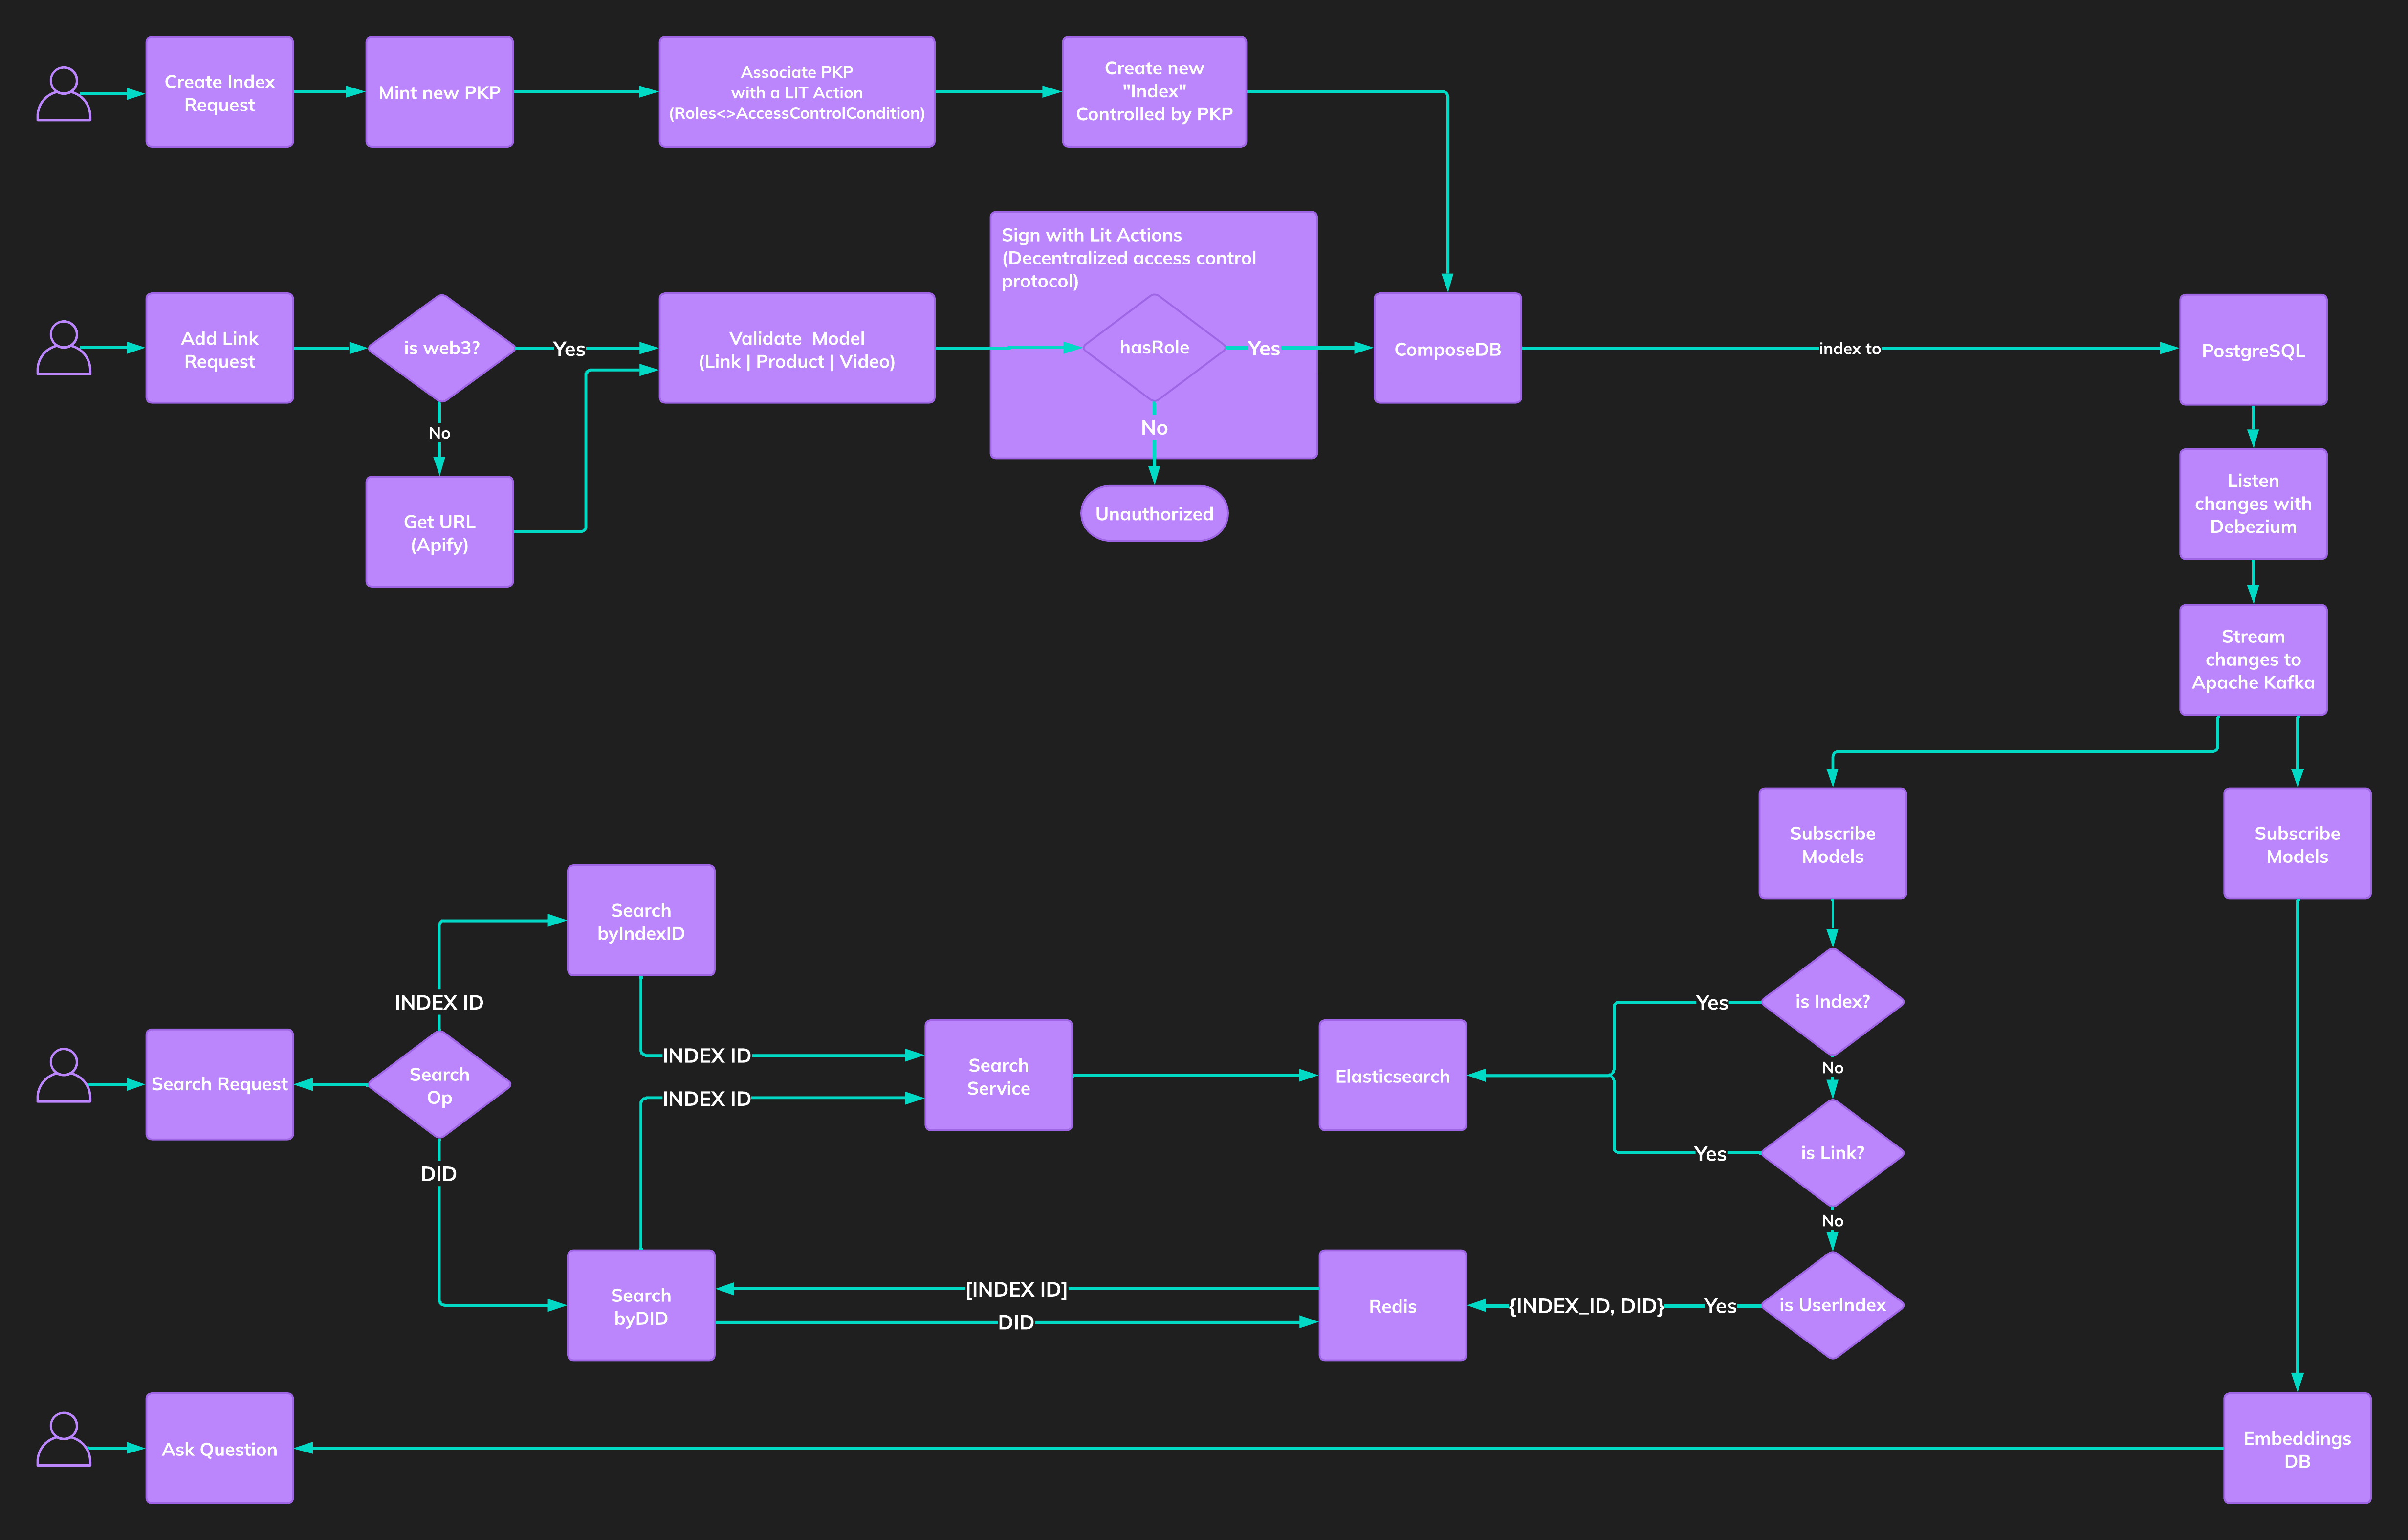 Create Index
Request
Mint new PKP
Associate PKP
with a LIT Action
(Roles<>AccessControlCondition)
Create new
"Index"
Controlled by PKP
Sign with Lit Actions
(Decentralized access control
protocol)
Add Link
Request
is web3?
Yes
Validate  Model
(Link | Product | Video)
hasRole
Yes
ComposeDB
index to
PostgreSQL
No
No
Get URL
(Apify)
Unauthorized
Listen
changes with
Debezium
Stream
changes to
Apache Kafka
Subscribe
Models
Subscribe
Models
Search
byIndexID
INDEX ID
Yes
is Index?
INDEX ID
Search
Service
Elasticsearch
No
Search Request
Search
Op
INDEX ID
DID
Yes
is Link?
No
Search
byDID
[INDEX ID]
DID
Redis
{INDEX_ID, DID}
Yes
is UserIndex
Ask Question
Embeddings
DB